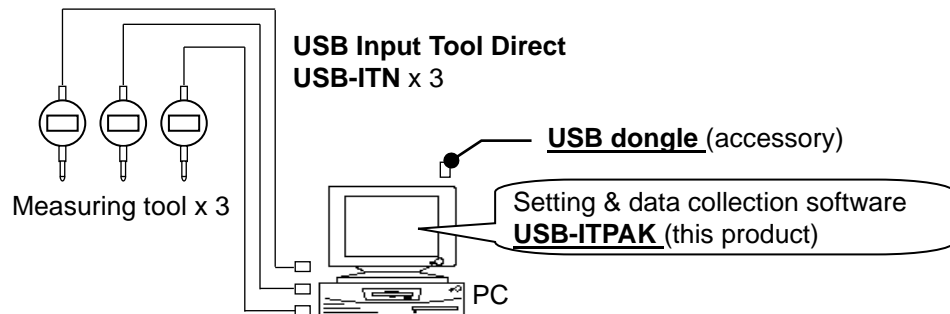 USB Input Tool Direct
USB-ITN x 3
USB dongle (accessory)
Measuring tool x 3
Setting & data collection software
USB-ITPAK (this product)
PC